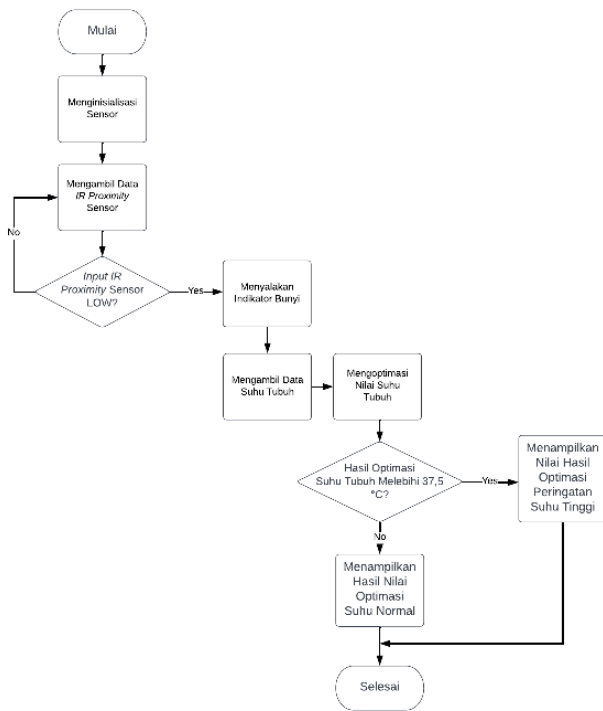 Mulai
Menginisialisasi
Sensor
Mengambil Data
IR Proximity
Sensor
No
Input IR
Proximity Sensor
LOW?
Yes
Menyalakan
Indikator Bunyi
Mengambil Data
Suhu Tubuh
Mengoptimasi
Nilai Suhu
Tubuh
Hasil Optimasi
Suhu Tubuh Melebihi 37,5
°C?
Yes
Menampilkan
Nilai Hasil
Optimasi
Peringatan
Suhu Tinggi
No
Menampilkan
Hasil Nilai
Optimasi
Suhu Normal
Selesai